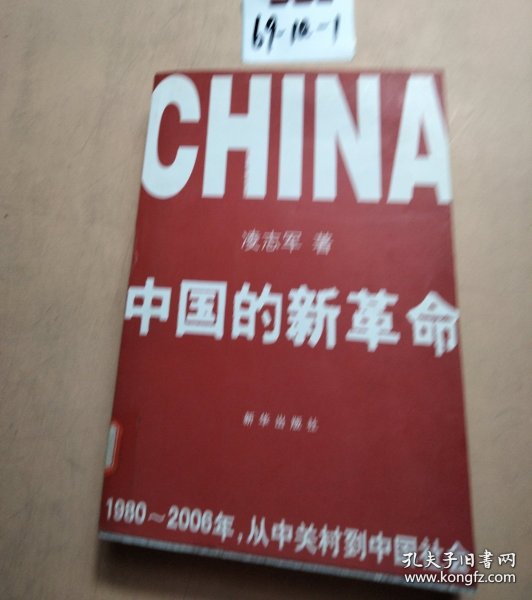 69-10-1
CHINA
凌志军 著
中国的新革命
新华出版社
1980～2006年，从中关村到中国社会
孔夫子旧书网
www.kongfz.com